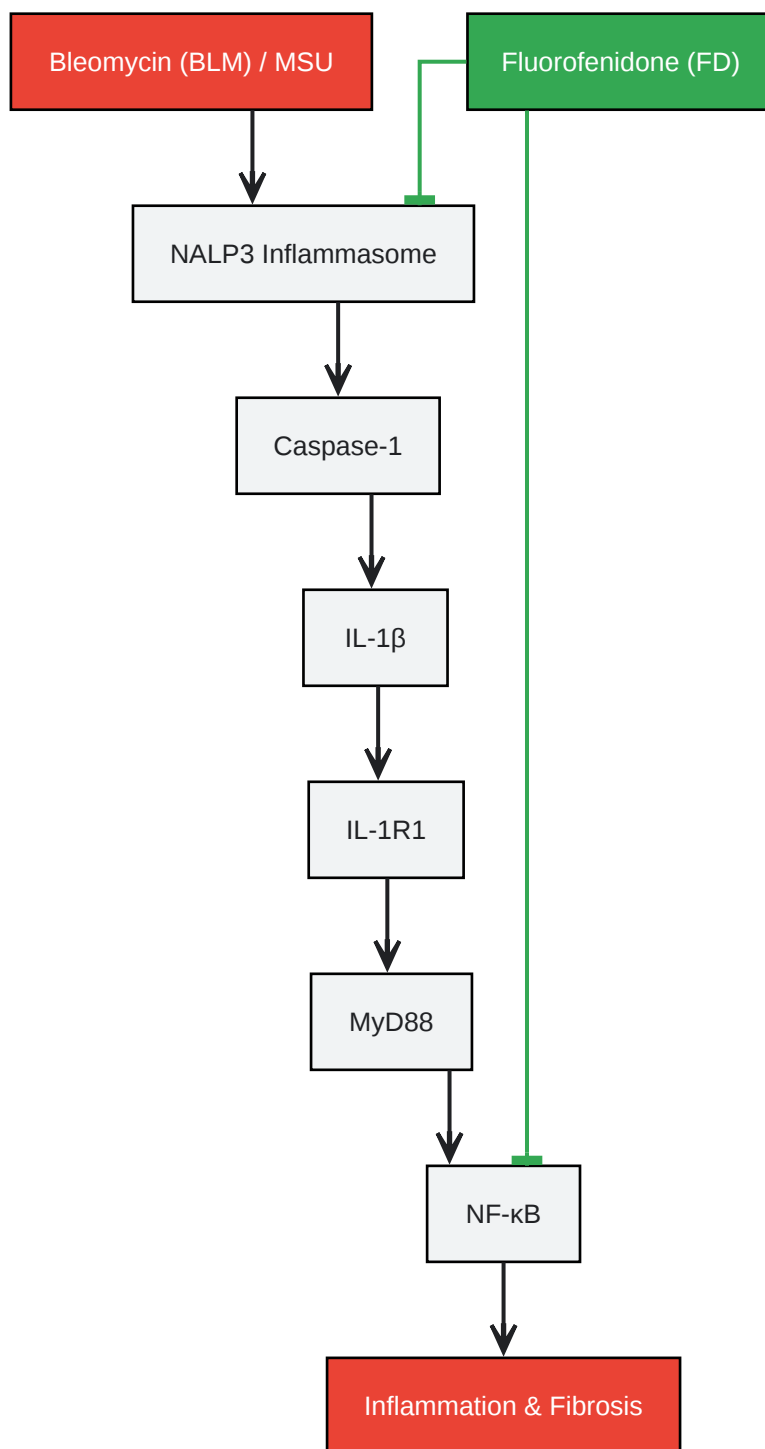 Bleomycin (BLM) / MSU
Fluorofenidone (FD)
NALP3 Inflammasome
Caspase-1
IL-1β
IL-1R1
MyD88
NF-κB
Inflammation & Fibrosis